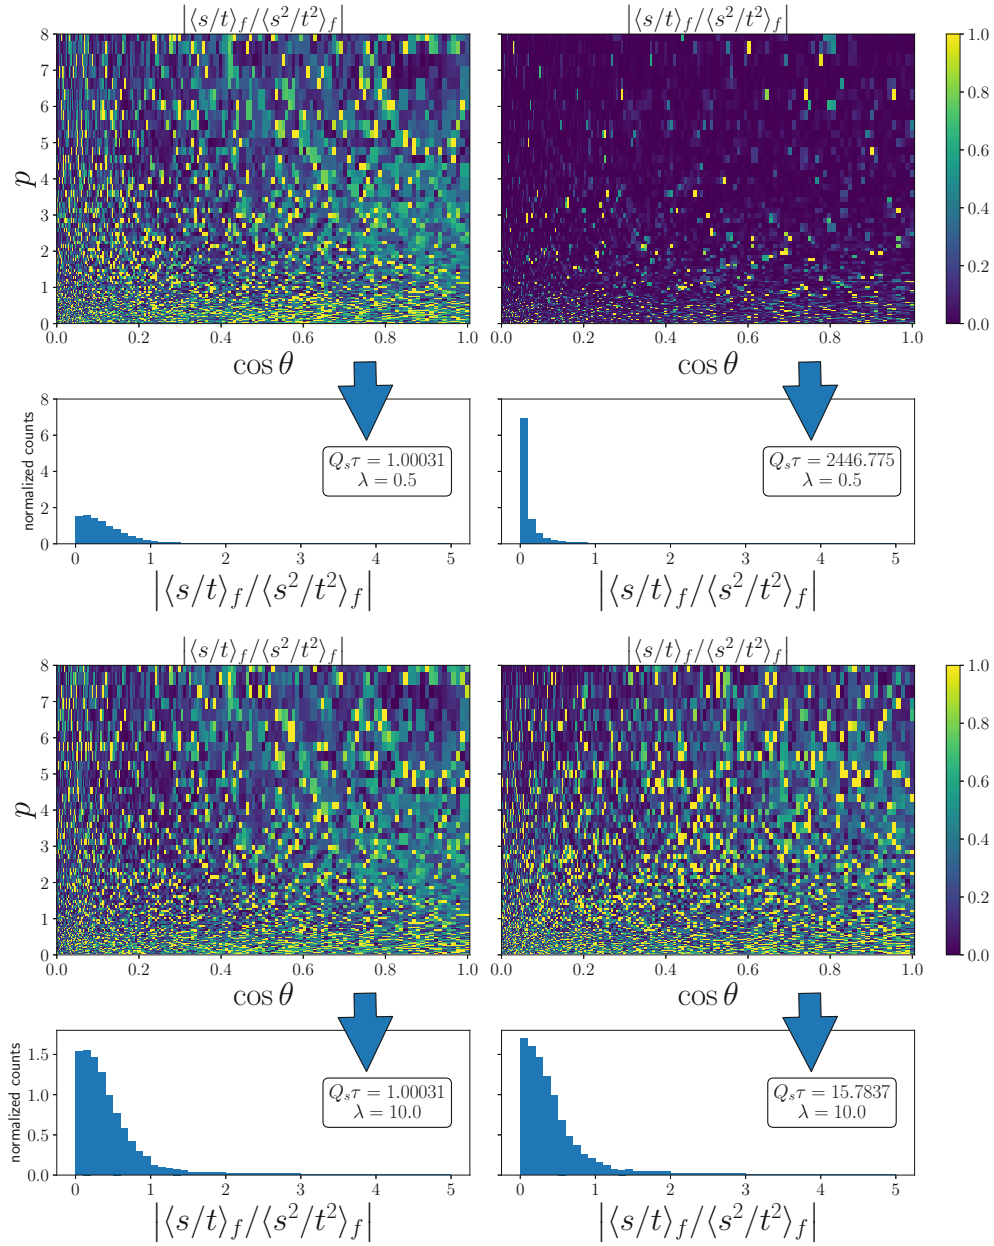 |⟨s/t⟩_f/⟨s²/t²⟩_f| |⟨s/t⟩_f/⟨s²/t²⟩_f|
8
7
6
5
4
3
2
1
0
p
0.0 0.2 0.4 0.6 0.8 1.0
cos θ
0.0 0.2 0.4 0.6 0.8 1.0
cos θ
1.0
0.8
0.6
0.4
0.2
0.0
8
6
4
2
0
normalized counts
Q_sτ = 1.00031
λ = 0.5
0 1 2 3 4 5
|⟨s/t⟩_f/⟨s²/t²⟩_f|
Q_sτ = 2446.775
λ = 0.5
0 1 2 3 4 5
|⟨s/t⟩_f/⟨s²/t²⟩_f|
|⟨s/t⟩_f/⟨s²/t²⟩_f| |⟨s/t⟩_f/⟨s²/t²⟩_f|
8
7
6
5
4
3
2
1
0
p
0.0 0.2 0.4 0.6 0.8 1.0
cos θ
0.0 0.2 0.4 0.6 0.8 1.0
cos θ
1.0
0.8
0.6
0.4
0.2
0.0
1.5
1.0
0.5
0.0
normalized counts
Q_sτ = 1.00031
λ = 10.0
0 1 2 3 4 5
|⟨s/t⟩_f/⟨s²/t²⟩_f|
Q_sτ = 15.7837
λ = 10.0
0 1 2 3 4 5
|⟨s/t⟩_f/⟨s²/t²⟩_f|